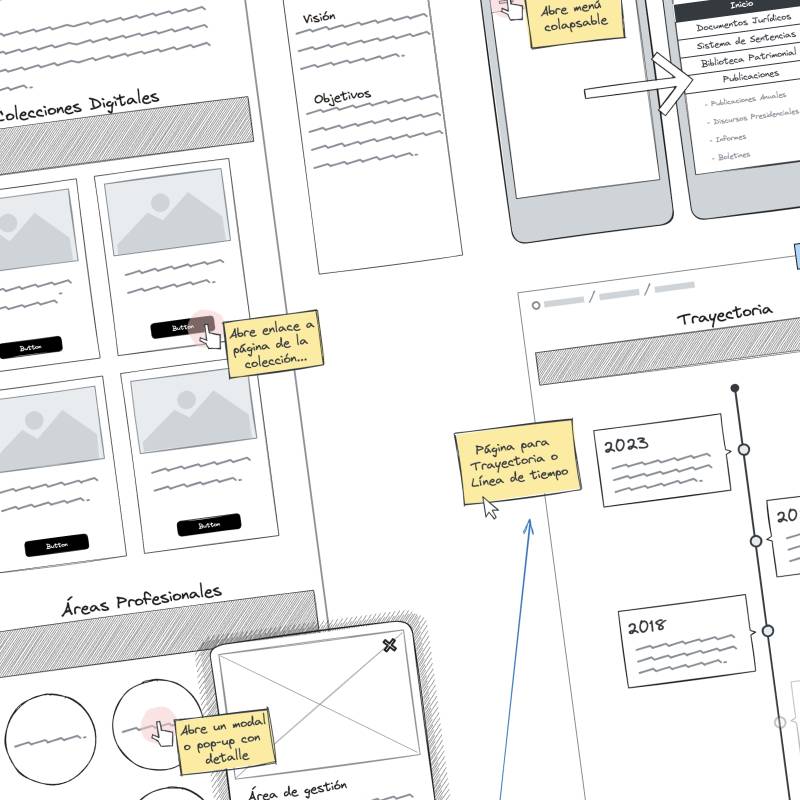 Visión
Objetivos
Abre menú
colapsable
Inicio
Documentos Jurídicos
Sistema de Sentencias
Biblioteca Patrimonial
Publicaciones
- Publicaciones Anuales
- Discursos Presidenciales
- Informes
- Boletines
Colecciones Digitales
Button
Button
Abre enlace a
página de la
colección...
Button
Button
Trayectoria
Página para
Trayectoria o
Línea de tiempo
2023
20
2018
Áreas Profesionales
Abre un modal
o pop-up con
detalle
Área de gestión